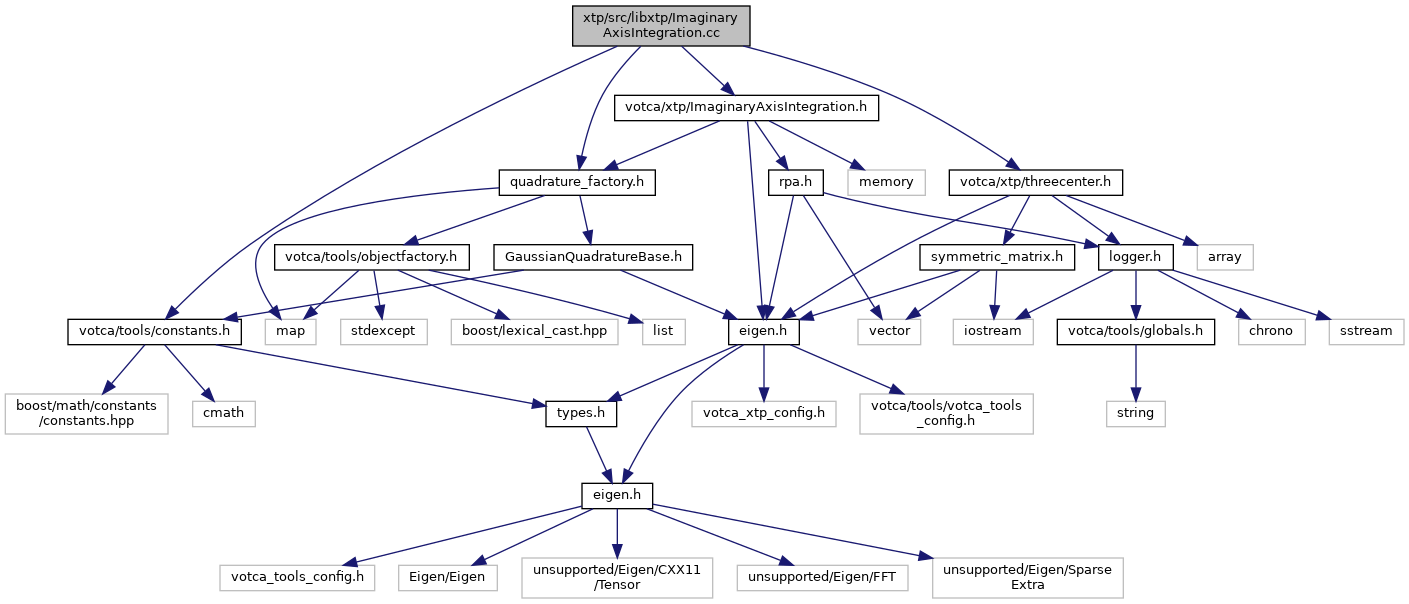 xtp/src/libxtp/Imaginary
AxisIntegration.cc
votca/xtp/ImaginaryAxisIntegration.h
quadrature_factory.h
rpa.h
memory
votca/xtp/threecenter.h
votca/tools/objectfactory.h
GaussianQuadratureBase.h
symmetric_matrix.h
logger.h
array
votca/tools/constants.h
map
stdexcept
boost/lexical_cast.hpp
list
eigen.h
vector
iostream
votca/tools/globals.h
chrono
sstream
boost/math/constants
/constants.hpp
cmath
types.h
votca_xtp_config.h
votca/tools/votca_tools
_config.h
string
eigen.h
votca_tools_config.h
Eigen/Eigen
unsupported/Eigen/CXX11
/Tensor
unsupported/Eigen/FFT
unsupported/Eigen/Sparse
Extra